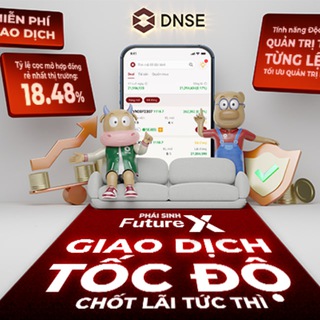 DNSE
MIỄN PHÍ
GIAO DỊCH
Tỷ lệ cọc mở hợp đồng
rẻ nhất thị trường:
18.48%
Tính năng Độc
QUẢN TRỊ T
TỪNG LỆ
TỐI ƯU QUẢN TRỊ
PHÁI SINH
Future X
GIAO DỊCH
TỐC ĐỘ
CHỐT LÃI TỨC THÌ